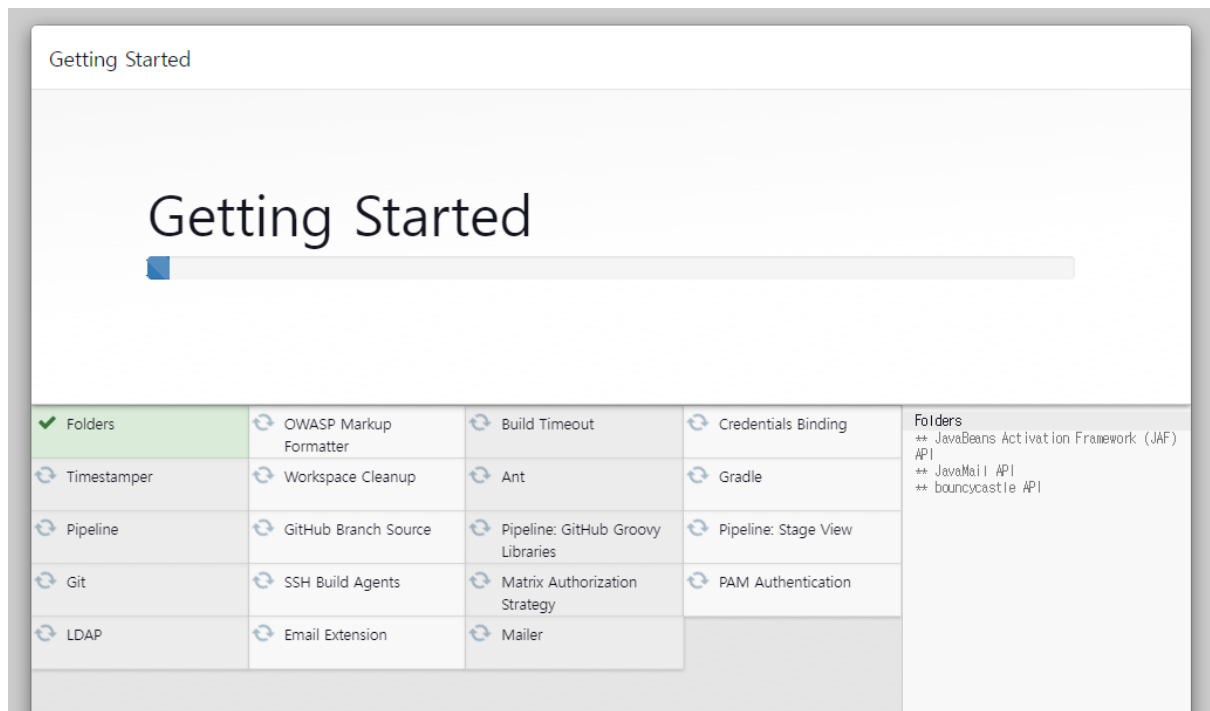 Getting Started
Getting Started
Folders
OWASP Markup
Formatter
Build Timeout
Credentials Binding
Timestamper
Workspace Cleanup
Ant
Gradle
Pipeline
GitHub Branch Source
Pipeline: GitHub Groovy
Libraries
Pipeline: Stage View
Git
SSH Build Agents
Matrix Authorization
Strategy
PAM Authentication
LDAP
Email Extension
Mailer
Folders
** JavaBeans Activation Framework (JAF)
API
** JavaMail API
** bouncycastle API